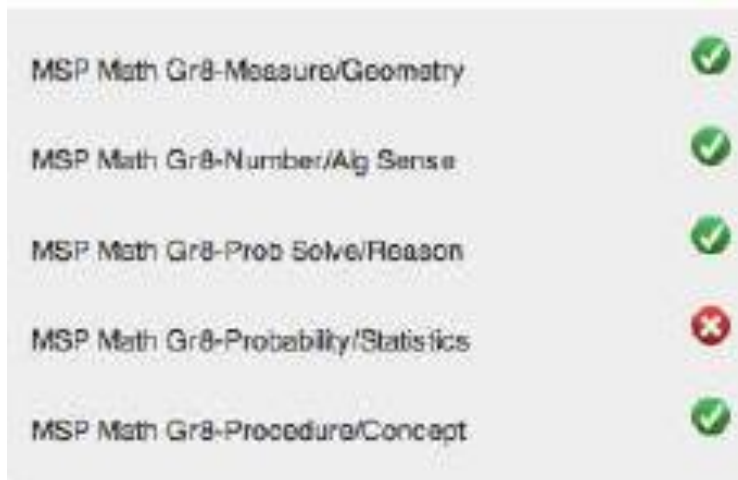 MSP Math Gr8-Measure/Geometry
MSP Math Gr8-Number/Alg Sense
MSP Math Gr8-Prob Solve/Reason
MSP Math Gr8-Probability/Statistics
MSP Math Gr8-Procedure/Concept